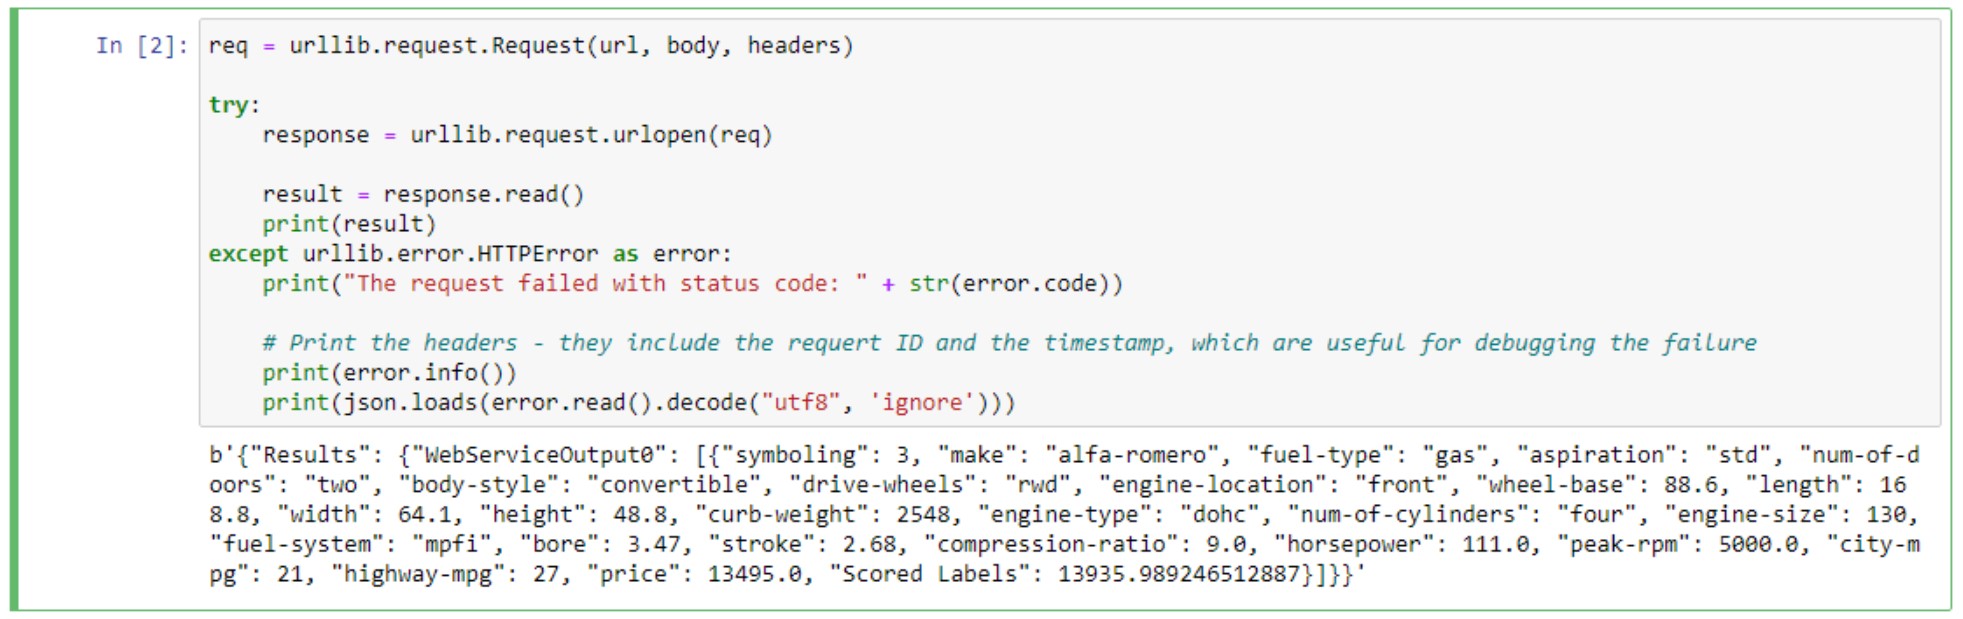 In [2]: req = urllib.request.Request(url, body, headers)
try:
    response = urllib.request.urlopen(req)
    result = response.read()
    print(result)
except urllib.error.HTTPError as error:
    print("The request failed with status code: " + str(error.code))
    # Print the headers - they include the requert ID and the timestamp, which are useful for debugging the failure
    print(error.info())
    print(json.loads(error.read().decode("utf8", 'ignore')))
b'{"Results": {"WebServiceOutput0": [{"symboling": 3, "make": "alfa-romero", "fuel-type": "gas", "aspiration": "std", "num-of-d
oors": "two", "body-style": "convertible", "drive-wheels": "rwd", "engine-location": "front", "wheel-base": 88.6, "length": 16
8.8, "width": 64.1, "height": 48.8, "curb-weight": 2548, "engine-type": "dohc", "num-of-cylinders": "four", "engine-size": 130,
"fuel-system": "mpfi", "bore": 3.47, "stroke": 2.68, "compression-ratio": 9.0, "horsepower": 111.0, "peak-rpm": 5000.0, "city-m
pg": 21, "highway-mpg": 27, "price": 13495.0, "Scored Labels": 13935.989246512887}]}}'